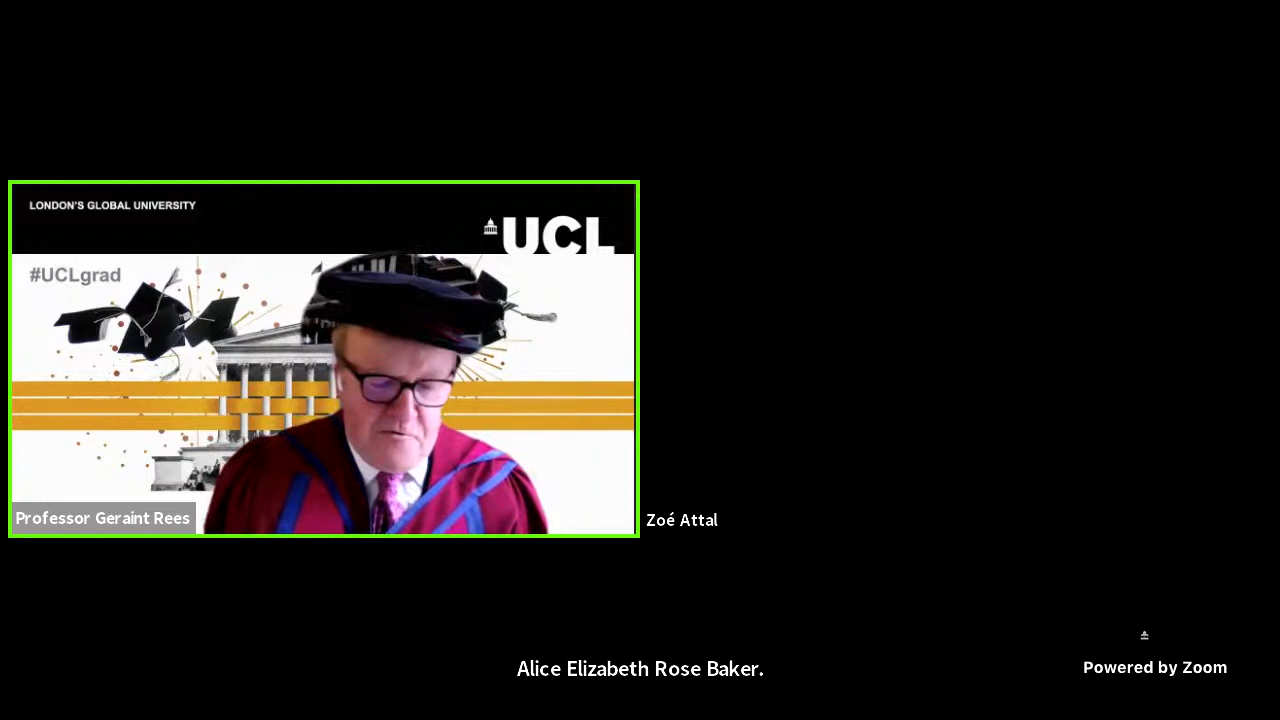 LONDON'S GLOBAL UNIVERSITY
UCL
#UCLgrad
Professor Geraint Rees
Zoé Attal
Alice Elizabeth Rose Baker.
Powered by Zoom